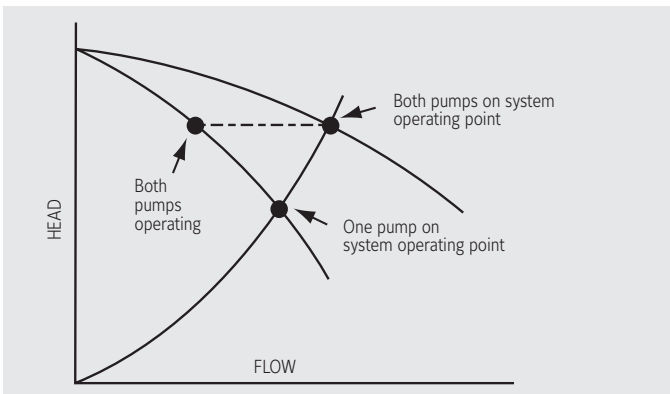 Both pumps on system
operating point
Both
pumps
operating
HEAD
One pump on
system operating point
FLOW